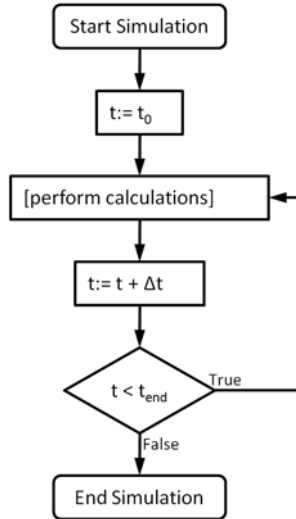 Start Simulation
t:= t₀
[perform calculations]
t:= t + Δt
t < tₑₙd
True
False
End Simulation